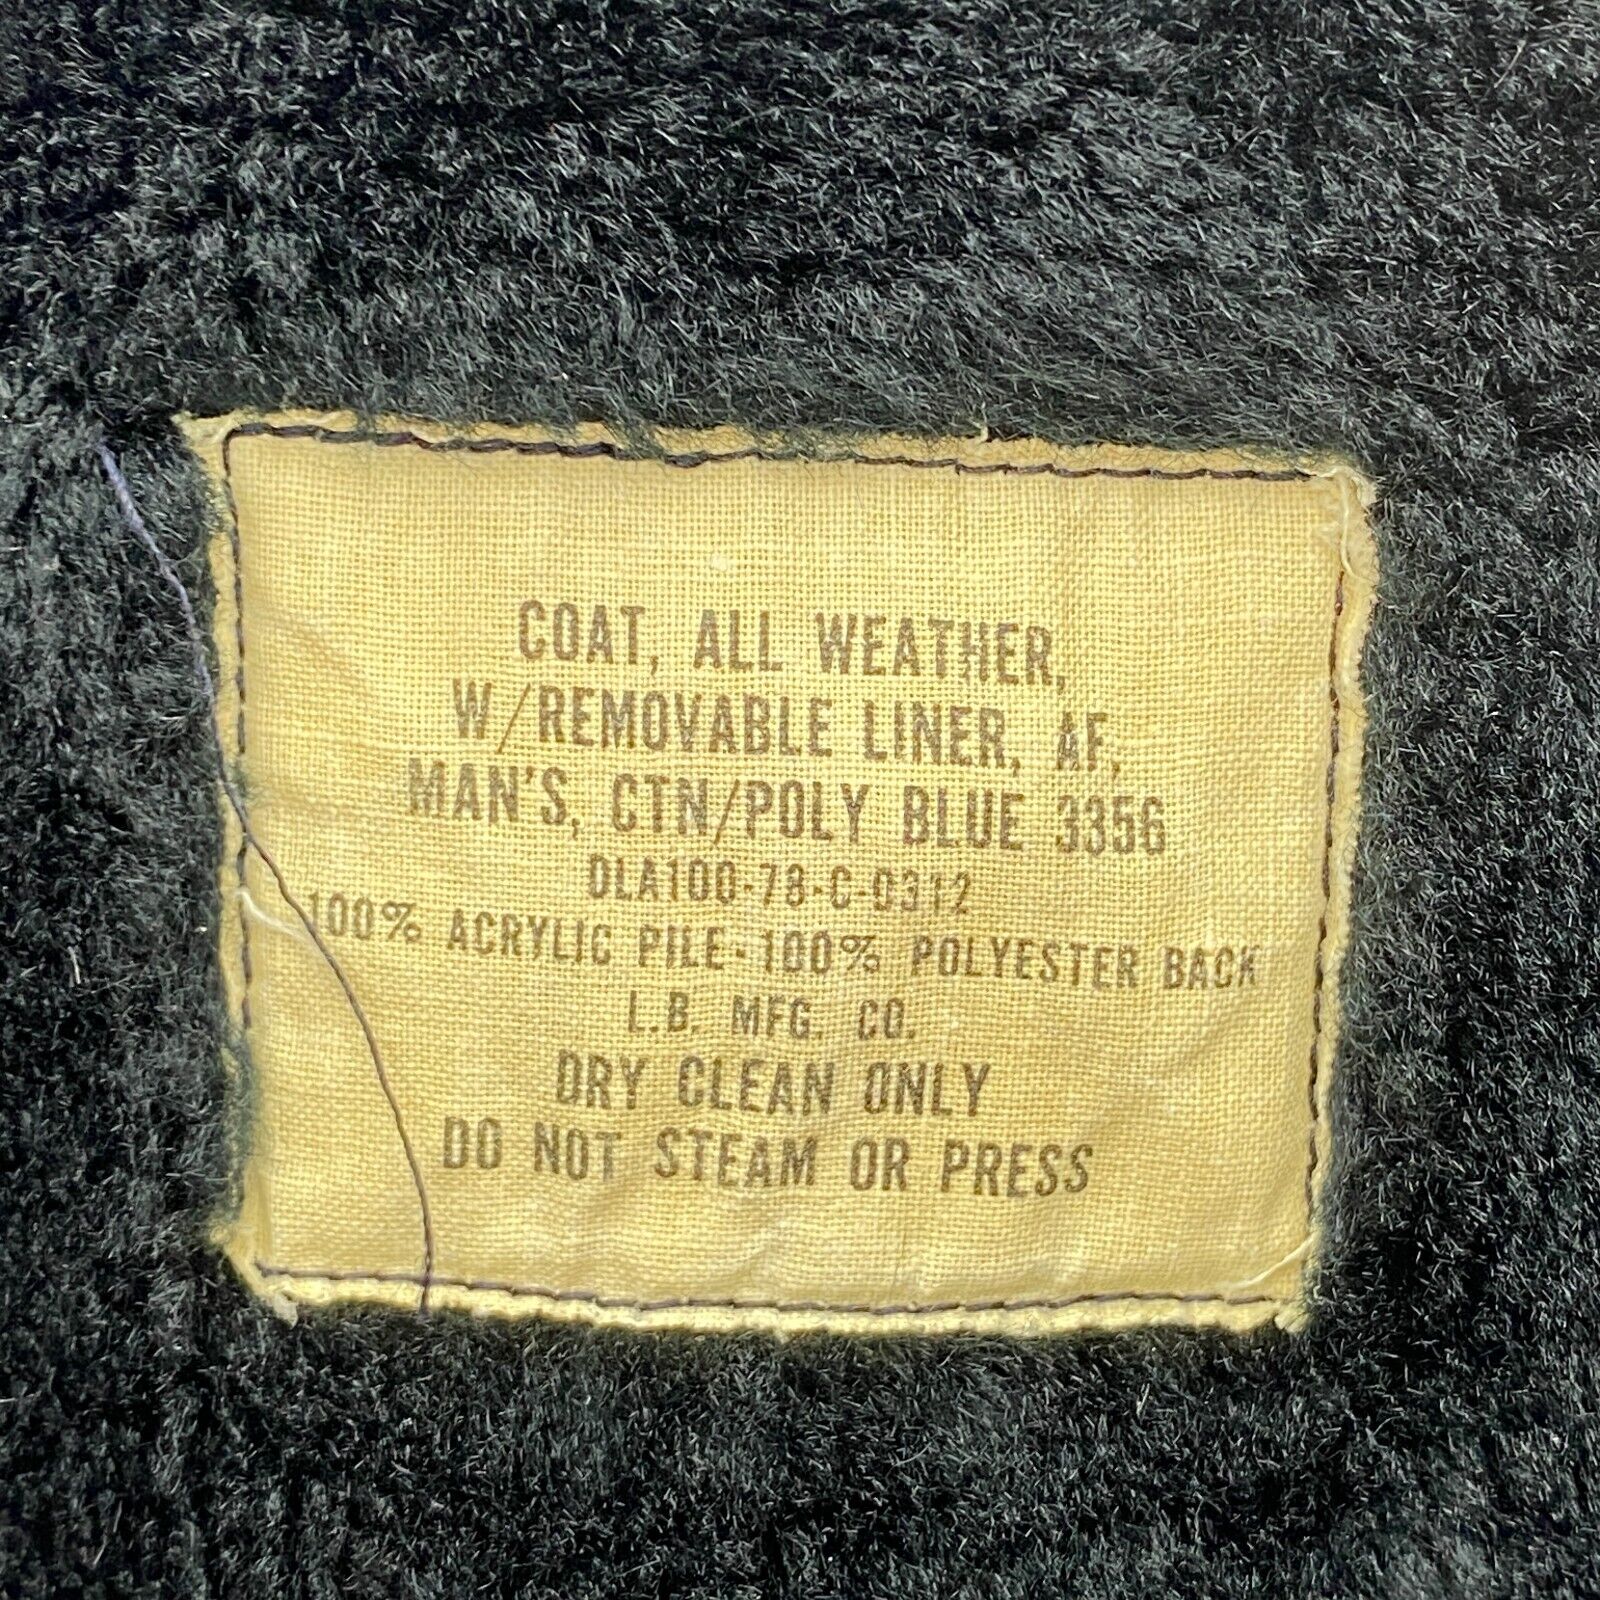 COAT, ALL WEATHER,
W/REMOVABLE LINER, AF,
MAN'S, CTN/POLY BLUE 3356
DLA100-78-C-0312
100% ACRYLIC PILE-100% POLYESTER BACK
L.B. MFG. CO.
DRY CLEAN ONLY
DO NOT STEAM OR PRESS